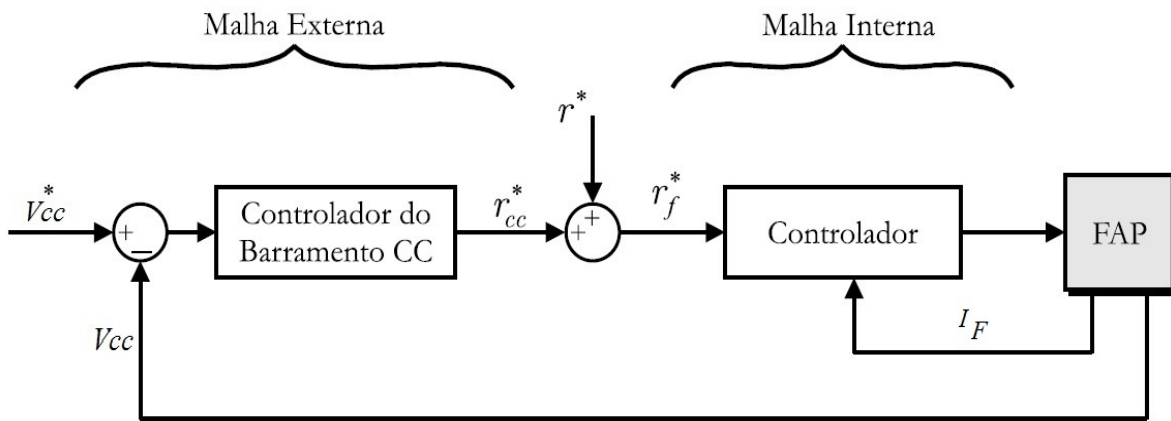 Malha Externa
Malha Interna
r*
Vcc*
+
−
Controlador do
Barramento CC
r*cc
+
+
r*f
Controlador
FAP
Vcc
I_F